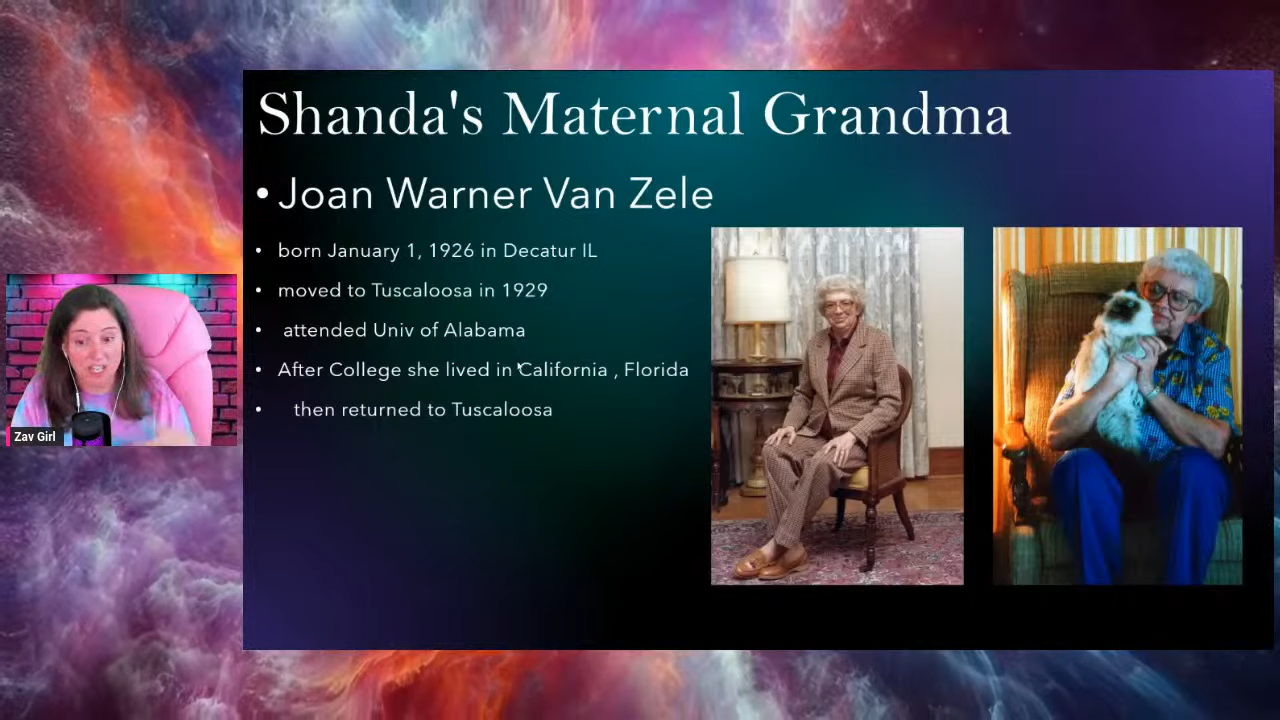 Shanda's Maternal Grandma
• Joan Warner Van Zele
• born January 1, 1926 in Decatur IL
• moved to Tuscaloosa in 1929
• attended Univ of Alabama
• After College she lived in California , Florida
• then returned to Tuscaloosa
Zav Girl